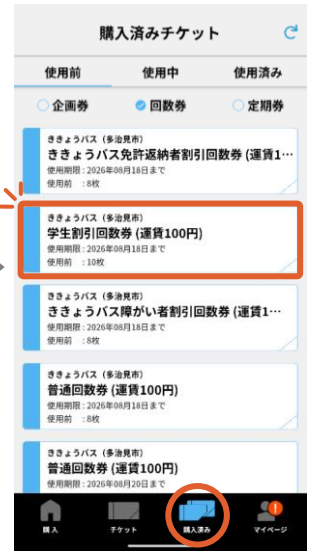 購入済みチケット
使用前 使用中 使用済み
企画券 回数券 定期券
ききょうバス (多治見市)
ききょうバス免許返納者割引回数券 (運賃1…
使用期限 : 2026年08月18日まで
使用前 : 8枚
ききょうバス (多治見市)
学生割引回数券 (運賃100円)
使用期限 : 2026年08月18日まで
使用前 : 10枚
ききょうバス (多治見市)
ききょうバス障がい者割引回数券 (運賃1…
使用期限 : 2026年08月18日まで
使用前 : 8枚
ききょうバス (多治見市)
普通回数券 (運賃100円)
使用期限 : 2026年08月18日まで
使用前 : 8枚
ききょうバス (多治見市)
普通回数券 (運賃100円)
使用期限 : 2026年08月20日まで
購入 チケット 購入済み マイページ